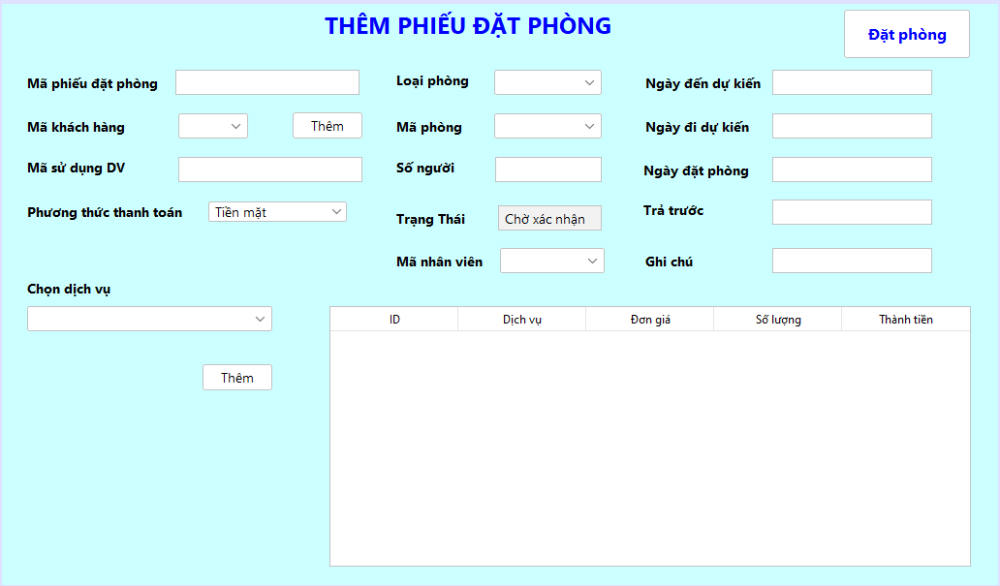 THÊM PHIẾU ĐẶT PHÒNG
Đặt phòng
Mã phiếu đặt phòng
Loại phòng
Ngày đến dự kiến
Mã khách hàng
Thêm
Mã phòng
Ngày đi dự kiến
Mã sử dụng DV
Số người
Ngày đặt phòng
Phương thức thanh toán
Tiền mặt
Trạng Thái
Chờ xác nhận
Trả trước
Mã nhân viên
Ghi chú
Chọn dịch vụ
Thêm
ID
Dịch vụ
Đơn giá
Số lượng
Thành tiền